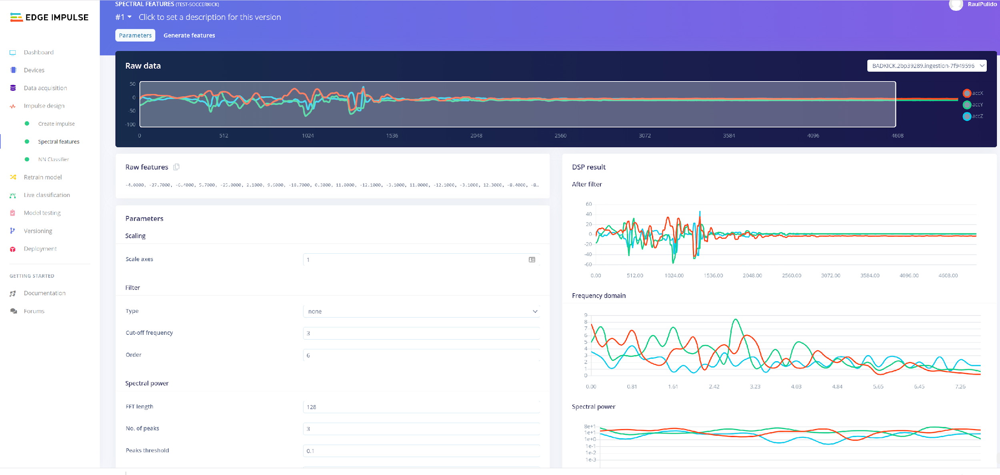 EDGE IMPULSE
Dashboard
Devices
Data acquisition
Impulse design
Create impulse
Spectral features
NN Classifier
Retrain model
Live classification
Model testing
Versioning
Deployment
GETTING STARTED
Documentation
Forums
SPECTRAL FEATURES (TEST-SOCCERKICK)
RaulPulido
#1 Click to set a description for this version
Parameters Generate features
Raw data
BADKICK.2bp39289.ingestion-7f949596
50
0
-50
-100
0 512 1024 1536 2048 2560 3072 3584 4096 4608
accX
accY
accZ
Raw features
-4.0000, -27.7000, -6.4000, 5.7000, -25.0000, 2.1000, 9.6000, -18.7000, 0.3000, 11.0000, -12.1000, -3.1000, 11.0000, -12.1000, -3.1000, 12.3000, -8.4000, -8…
Parameters
Scaling
Scale axes 1
Filter
Type none
Cut-off frequency 3
Order 6
Spectral power
FFT length 128
No. of peaks 3
Peaks threshold 0.1
DSP result
After filter
60
40
20
0
-20
-40
-60
0.00 512.00 1024.00 1536.00 2048.00 2560.00 3072.00 3584.00 4096.00 4608.00
Frequency domain
9
8
7
6
5
4
3
2
1
0
0.00 0.81 1.61 2.42 3.23 4.03 4.84 5.65 6.45 7.26
Spectral power
8e+1
1e+1
1e+0
1e-1
1e-2
1e-3